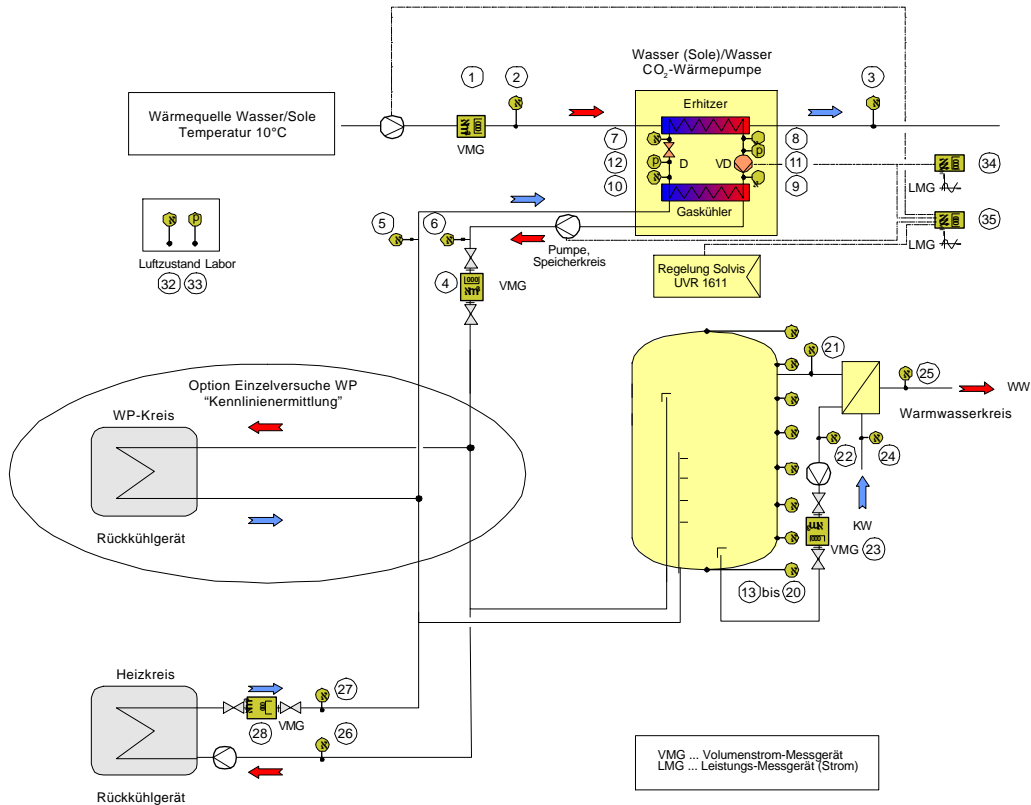 Wasser (Sole)/Wasser
CO2-Wärmepumpe
1
2
3
Wärmequelle Wasser/Sole
Temperatur 10°C
VMG
Erhitzer
7
8
12
p
D
VD
p
11
10
9
Gaskühler
34
LMG
35
LMG
p
Luftzustand Labor
32
33
5
6
Pumpe,
Speicherkreis
4
VMG
Regelung Solvis
UVR 1611
Option Einzelversuche WP
"Kennlinienermittlung"
WP-Kreis
Rückkühlgerät
21
25
WW
Warmwasserkreis
22
24
KW
VMG
23
13
bis
20
Heizkreis
27
28
VMG
26
Rückkühlgerät
VMG ... Volumenstrom-Messgerät
LMG ... Leistungs-Messgerät (Strom)